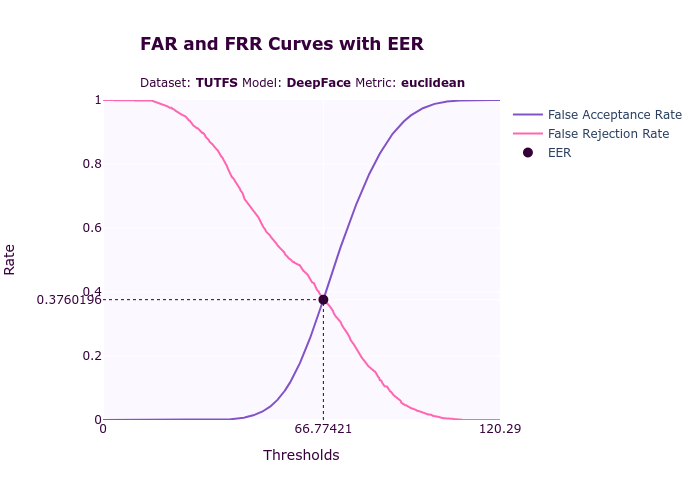 FAR and FRR Curves with EER
Dataset: TUTFS Model: DeepFace Metric: euclidean
False Acceptance Rate
False Rejection Rate
EER
Rate
1
0.8
0.6
0.4
0.3760196
0.2
0
0
66.77421
120.29
Thresholds